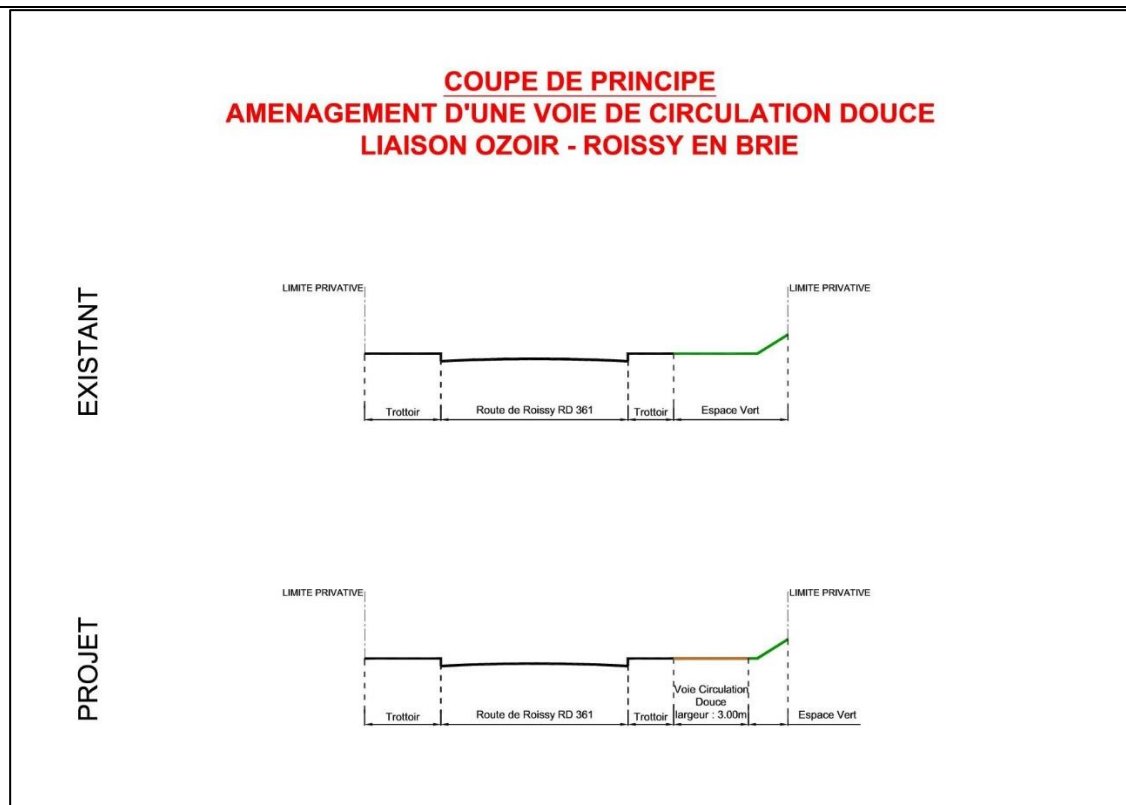 COUPE DE PRINCIPE
AMENAGEMENT D'UNE VOIE DE CIRCULATION DOUCE
LIAISON OZOIR - ROISSY EN BRIE
EXISTANT
LIMITE PRIVATIVE
LIMITE PRIVATIVE
Trottoir
Route de Roissy RD 361
Trottoir
Espace Vert
PROJET
LIMITE PRIVATIVE
LIMITE PRIVATIVE
Trottoir
Route de Roissy RD 361
Trottoir
Voie Circulation
Douce
largeur : 3.00m
Espace Vert